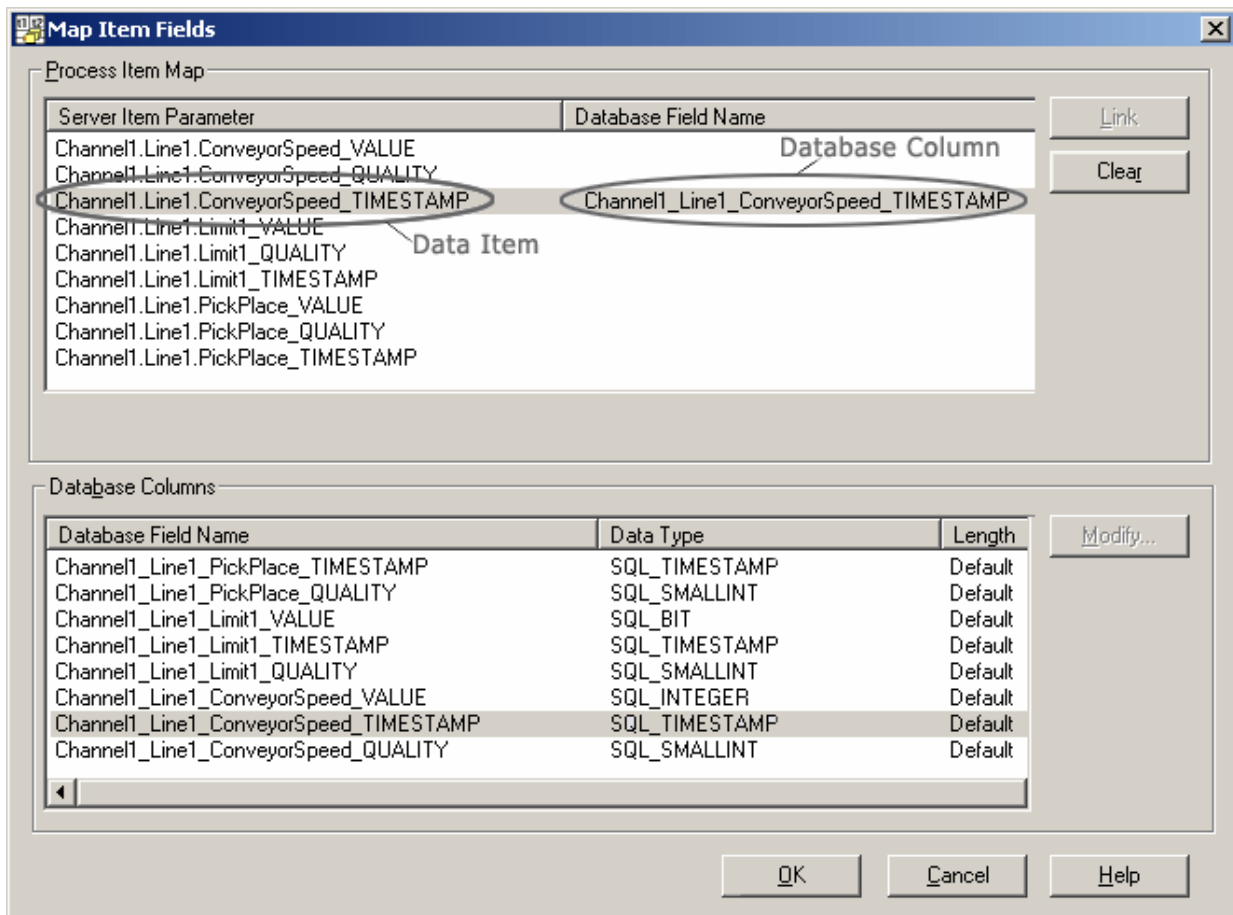 Map Item Fields
Process Item Map
Server Item Parameter Database Field Name
Link
Channel1.Line1.ConveyorSpeed_VALUE
Database Column
Channel1.Line1.ConveyorSpeed_QUALITY
Clear
Channel1.Line1.ConveyorSpeed_TIMESTAMP Channel1_Line1_ConveyorSpeed_TIMESTAMP
Channel1.Line1.Limit1_VALUE
Data Item
Channel1.Line1.Limit1_QUALITY
Channel1.Line1.Limit1_TIMESTAMP
Channel1.Line1.PickPlace_VALUE
Channel1.Line1.PickPlace_QUALITY
Channel1.Line1.PickPlace_TIMESTAMP
Database Columns
Database Field Name Data Type Length
Modify...
Channel1_Line1_PickPlace_TIMESTAMP SQL_TIMESTAMP Default
Channel1_Line1_PickPlace_QUALITY SQL_SMALLINT Default
Channel1_Line1_Limit1_VALUE SQL_BIT Default
Channel1_Line1_Limit1_TIMESTAMP SQL_TIMESTAMP Default
Channel1_Line1_Limit1_QUALITY SQL_SMALLINT Default
Channel1_Line1_ConveyorSpeed_VALUE SQL_INTEGER Default
Channel1_Line1_ConveyorSpeed_TIMESTAMP SQL_TIMESTAMP Default
Channel1_Line1_ConveyorSpeed_QUALITY SQL_SMALLINT Default
OK Cancel Help